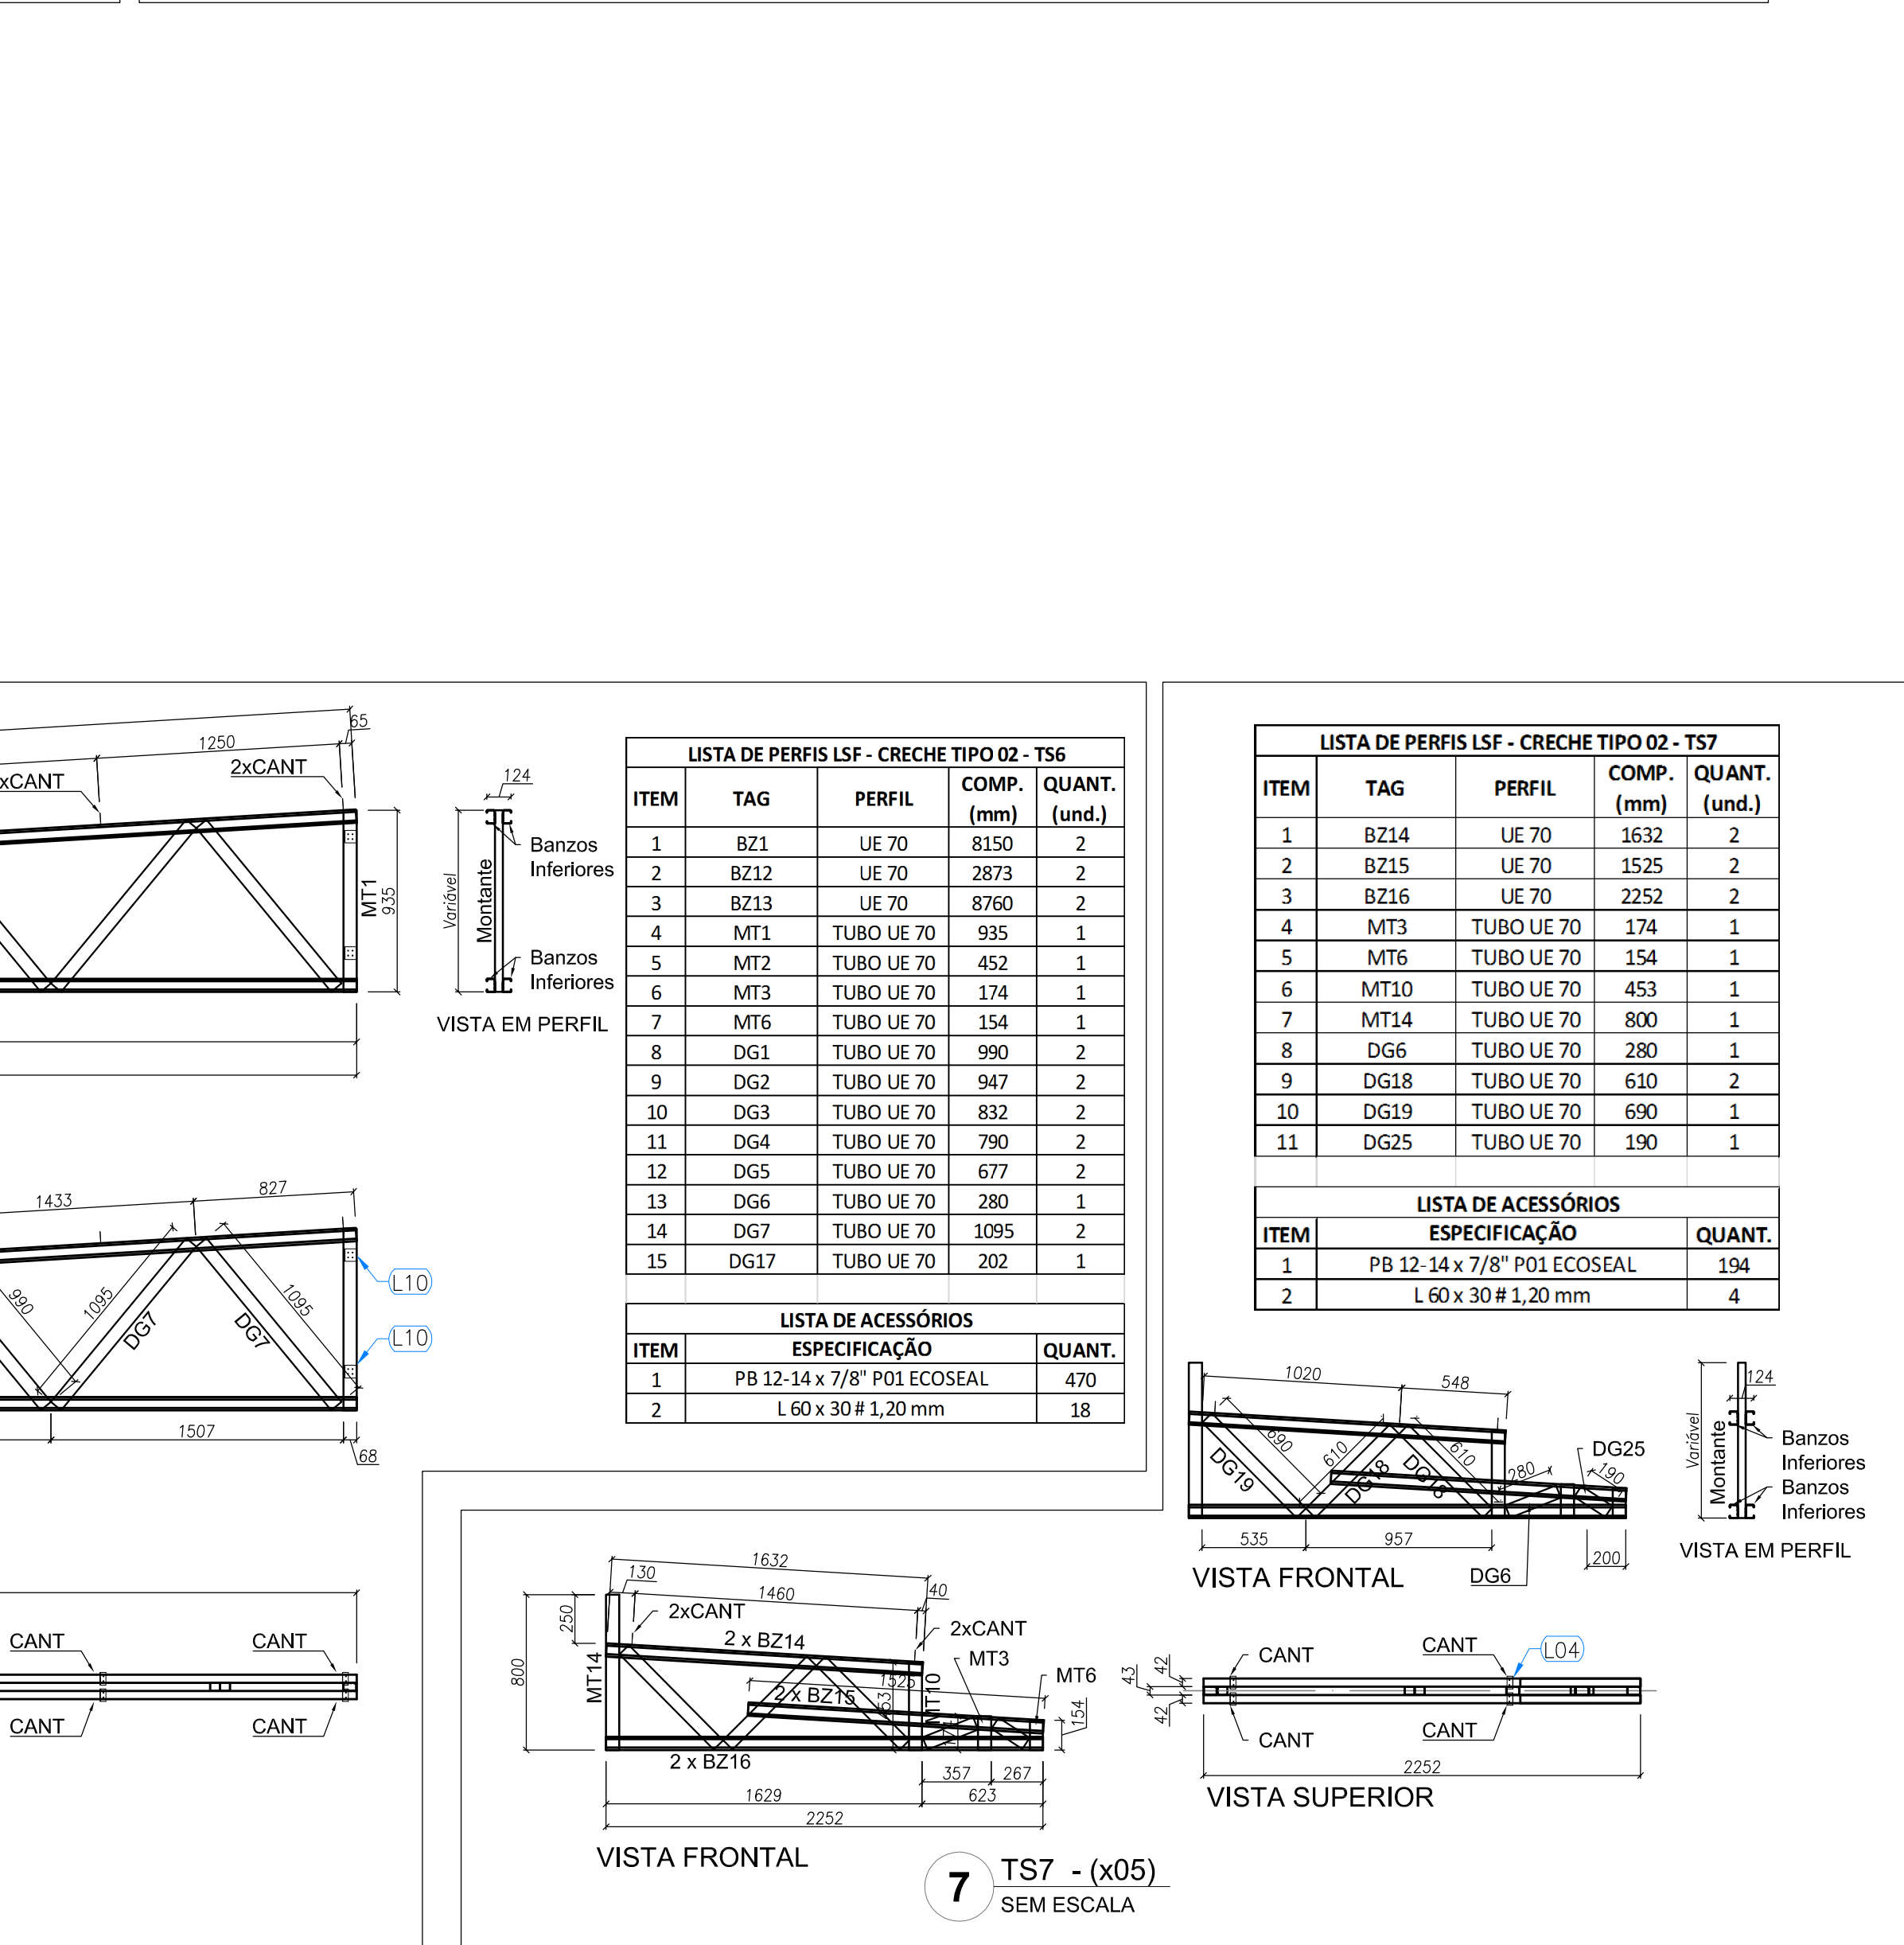 65
1250
xCANT
2xCANT
MT1
935
124
Variável
Montante
Banzos
Inferiores
Banzos
Inferiores
VISTA EM PERFIL
LISTA DE PERFIS LSF - CRECHE TIPO 02 - TS6
ITEM TAG PERFIL COMP. (mm) QUANT. (und.)
1 BZ1 UE 70 8150 2
2 BZ12 UE 70 2873 2
3 BZ13 UE 70 8760 2
4 MT1 TUBO UE 70 935 1
5 MT2 TUBO UE 70 452 1
6 MT3 TUBO UE 70 174 1
7 MT6 TUBO UE 70 154 1
8 DG1 TUBO UE 70 990 2
9 DG2 TUBO UE 70 947 2
10 DG3 TUBO UE 70 832 2
11 DG4 TUBO UE 70 790 2
12 DG5 TUBO UE 70 677 2
13 DG6 TUBO UE 70 280 1
14 DG7 TUBO UE 70 1095 2
15 DG17 TUBO UE 70 202 1
LISTA DE ACESSÓRIOS
ITEM ESPECIFICAÇÃO QUANT.
1 PB 12-14 x 7/8" P01 ECOSEAL 470
2 L 60 x 30 # 1,20 mm 18
1433
827
990
1095
DG7
DG7
1095
L10
L10
1507
68
CANT
CANT
CANT
CANT
LISTA DE PERFIS LSF - CRECHE TIPO 02 - TS7
ITEM TAG PERFIL COMP. (mm) QUANT. (und.)
1 BZ14 UE 70 1632 2
2 BZ15 UE 70 1525 2
3 BZ16 UE 70 2252 2
4 MT3 TUBO UE 70 174 1
5 MT6 TUBO UE 70 154 1
6 MT10 TUBO UE 70 453 1
7 MT14 TUBO UE 70 800 1
8 DG6 TUBO UE 70 280 1
9 DG18 TUBO UE 70 610 2
10 DG19 TUBO UE 70 690 1
11 DG25 TUBO UE 70 190 1
LISTA DE ACESSÓRIOS
ITEM ESPECIFICAÇÃO QUANT.
1 PB 12-14 x 7/8" P01 ECOSEAL 194
2 L 60 x 30 # 1,20 mm 4
1020
548
690
610
610
280
190
DG19
DG18
DG18
DG25
535
957
200
VISTA FRONTAL
DG6
124
Variável
Montante
Banzos
Inferiores
Banzos
Inferiores
VISTA EM PERFIL
1632
130
1460
40
250
800
2xCANT
2xCANT
2 x BZ14
MT14
MT3
MT6
1525
2 x BZ15
MT10
154
2 x BZ16
357
267
1629
623
2252
VISTA FRONTAL
CANT
CANT
L04
43
42
42
CANT
CANT
2252
VISTA SUPERIOR
7
TS7 - (x05)
SEM ESCALA